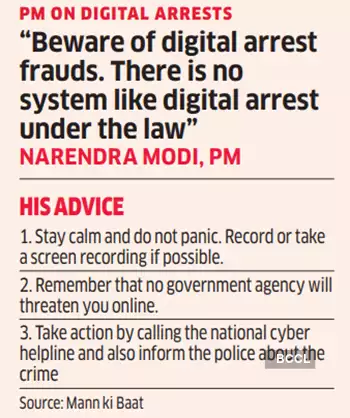 PM ON DIGITAL ARRESTS
“Beware of digital arrest
frauds. There is no
system like digital arrest
under the law”
NARENDRA MODI, PM
HIS ADVICE
1. Stay calm and do not panic. Record or take
a screen recording if possible.
2. Remember that no government agency will
threaten you online.
3. Take action by calling the national cyber
helpline and also inform the police about the
crime
BCCL
Source: Mann ki Baat